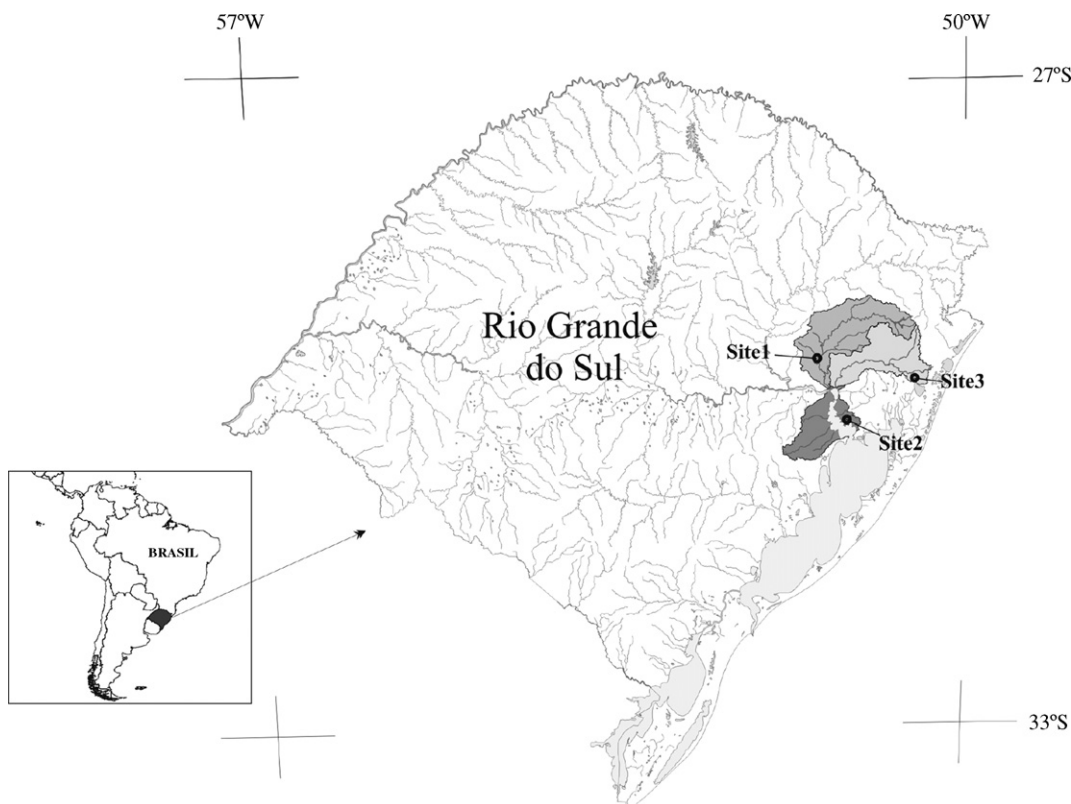 57ºW
50ºW
27ºS
Rio Grande
do Sul
Site1
Site3
Site2
BRASIL
33ºS